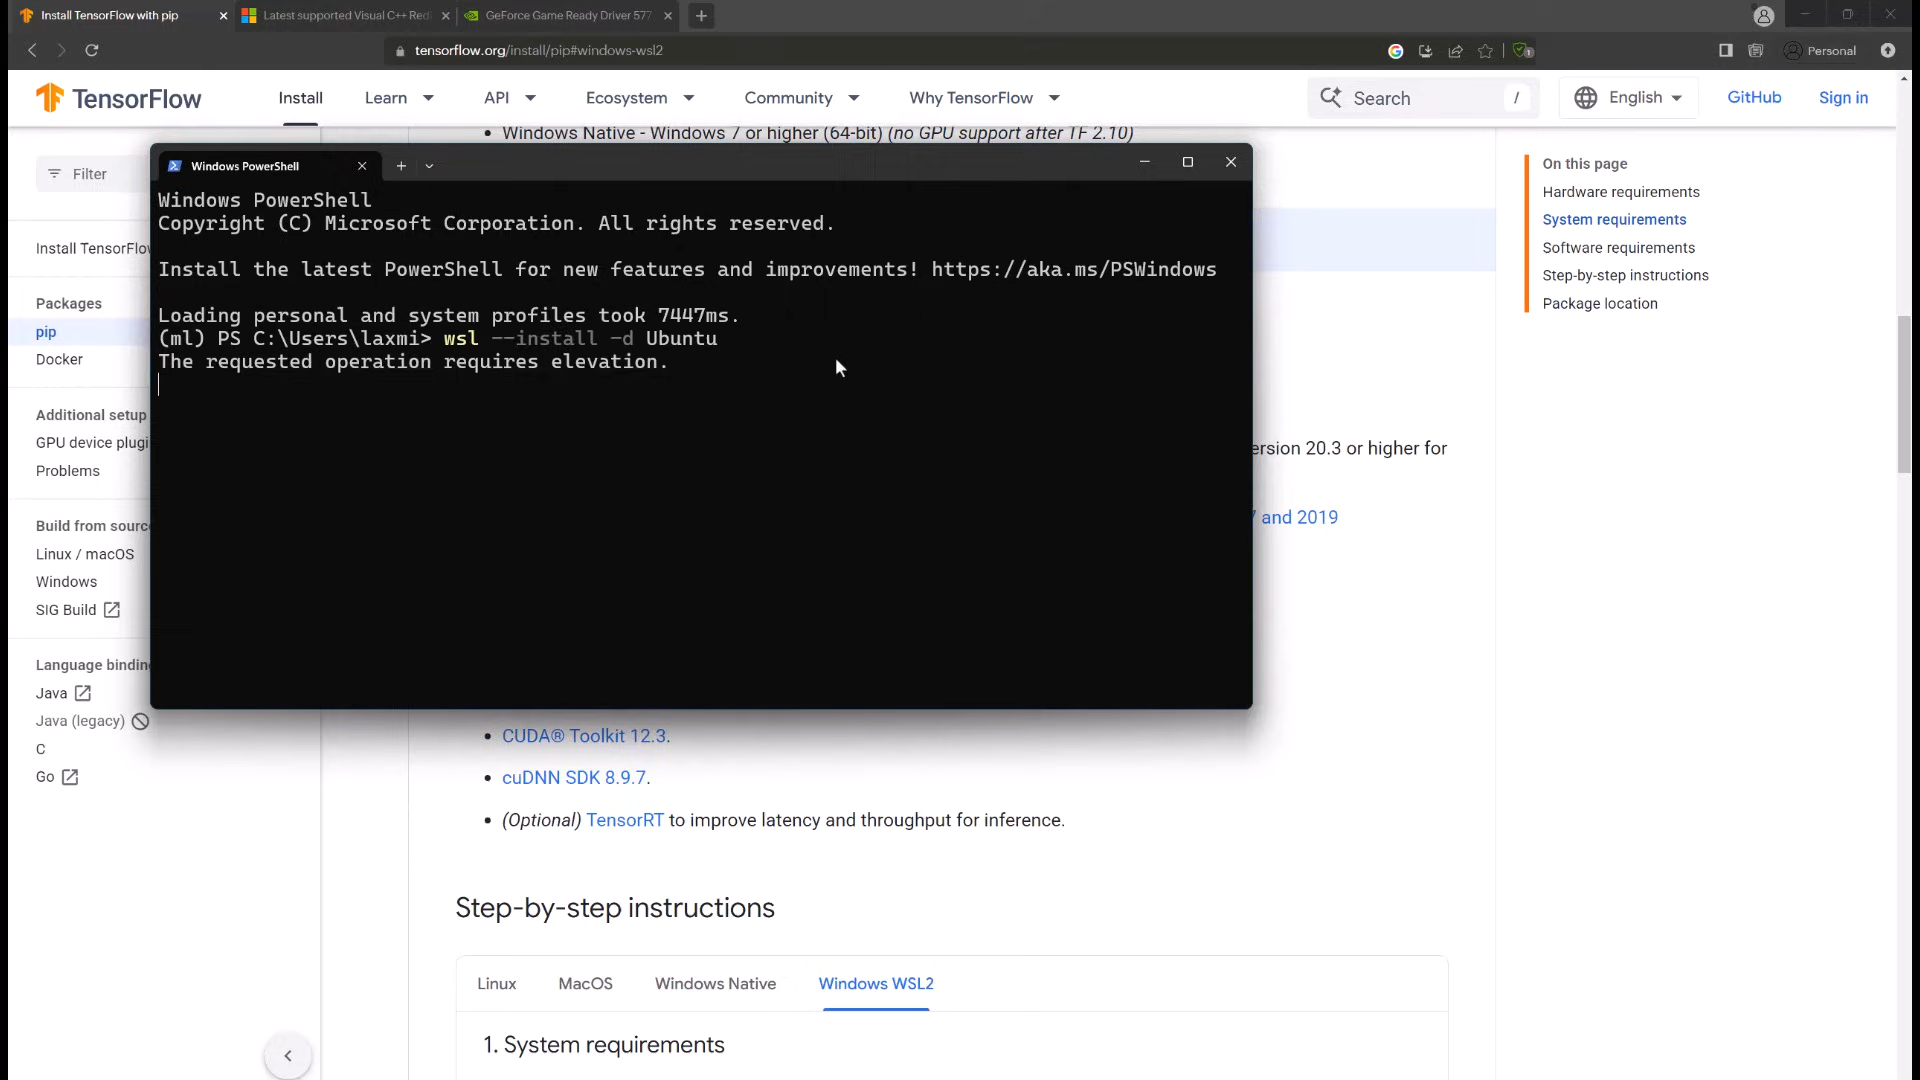 Install TensorFlow with pip
Latest supported Visual C++ Redi
GeForce Game Ready Driver 577
tensorflow.org/install/pip#windows-wsl2
Personal
TensorFlow
Install
Learn
API
Ecosystem
Community
Why TensorFlow
Search
/
English
GitHub
Sign in
• Windows Native - Windows 7 or higher (64-bit) (no GPU support after TF 2.10)
Filter
Install TensorFlow
Packages
pip
Docker
Additional setup
GPU device plugi
Problems
Build from source
Linux / macOS
Windows
SIG Build
Language bindin
Java
Java (legacy)
C
Go
Windows PowerShell
Windows PowerShell
Copyright (C) Microsoft Corporation. All rights reserved.
Install the latest PowerShell for new features and improvements! https://aka.ms/PSWindows
Loading personal and system profiles took 7447ms.
(ml) PS C:\Users\laxmi> wsl --install -d Ubuntu
The requested operation requires elevation.
ersion 20.3 or higher for
and 2019
• CUDA® Toolkit 12.3.
• cuDNN SDK 8.9.7.
• (Optional) TensorRT to improve latency and throughput for inference.
Step-by-step instructions
Linux
MacOS
Windows Native
Windows WSL2
1. System requirements
On this page
Hardware requirements
System requirements
Software requirements
Step-by-step instructions
Package location